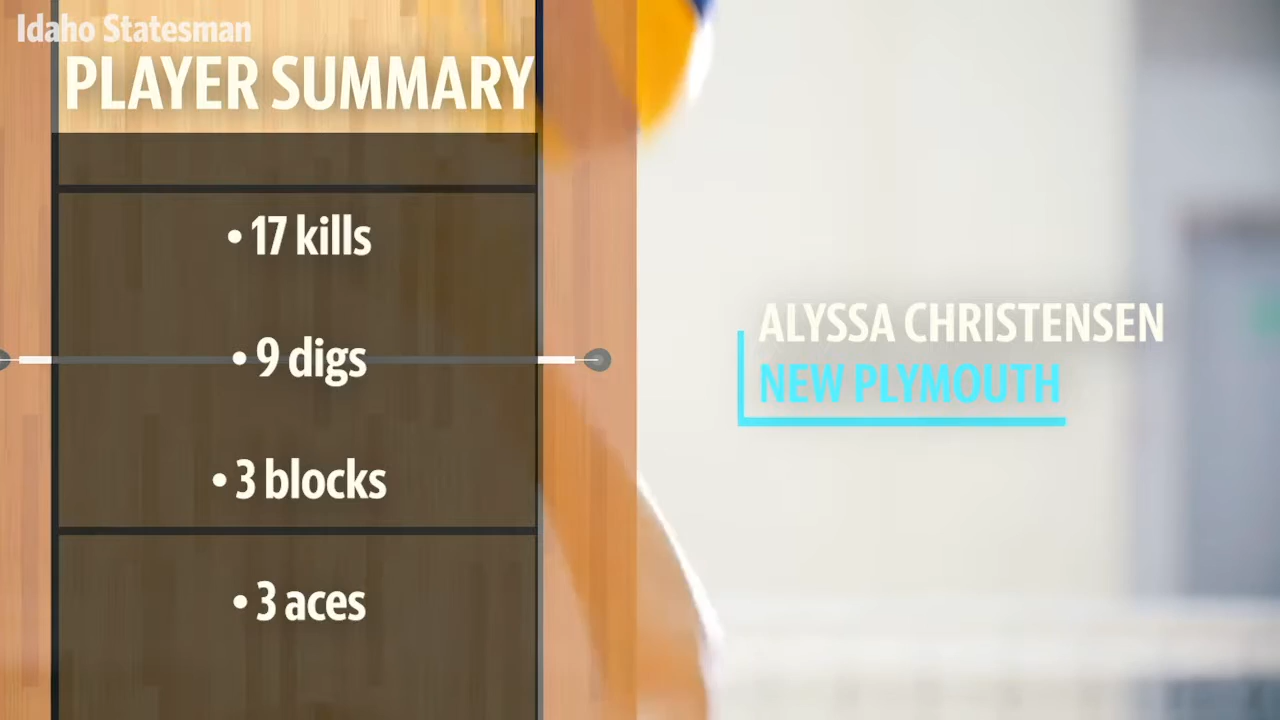 Idaho Statesman
PLAYER SUMMARY
• 17 kills
• 9 digs
• 3 blocks
• 3 aces
ALYSSA CHRISTENSEN
NEW PLYMOUTH